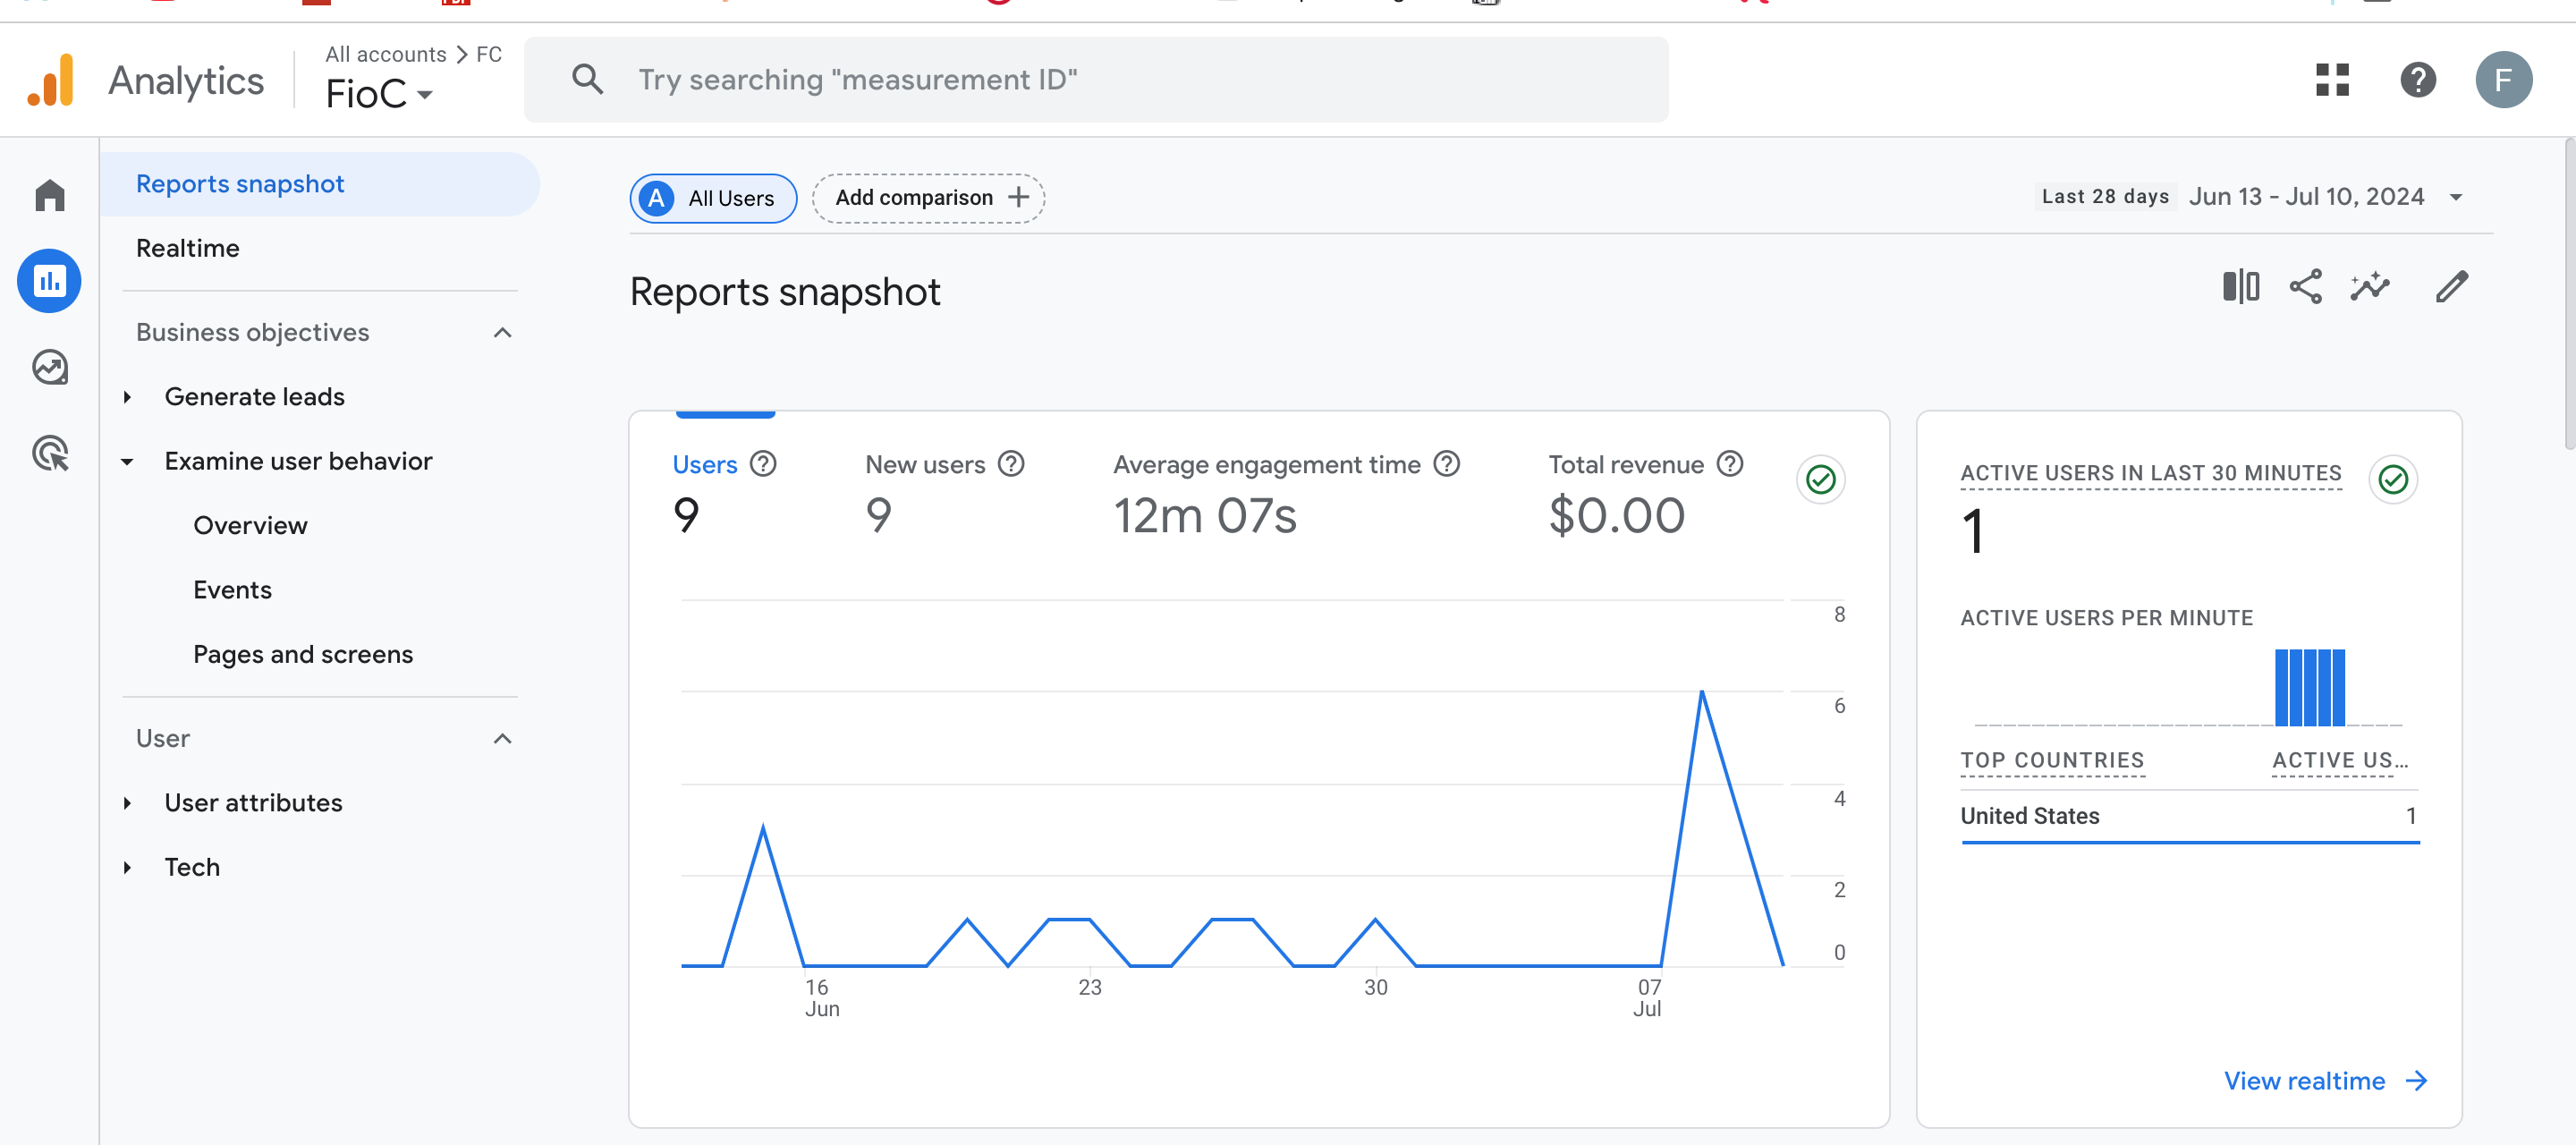 Analytics
All accounts > FC
FioC
Try searching "measurement ID"
F
Reports snapshot
Realtime
Business objectives
Generate leads
Examine user behavior
Overview
Events
Pages and screens
User
User attributes
Tech
A All Users
Add comparison +
Last 28 days Jun 13 - Jul 10, 2024
Reports snapshot
Users
9
New users
9
Average engagement time
12m 07s
Total revenue
$0.00
8
6
4
2
0
16
Jun
23
30
07
Jul
ACTIVE USERS IN LAST 30 MINUTES
1
ACTIVE USERS PER MINUTE
TOP COUNTRIES ACTIVE US...
United States 1
View realtime